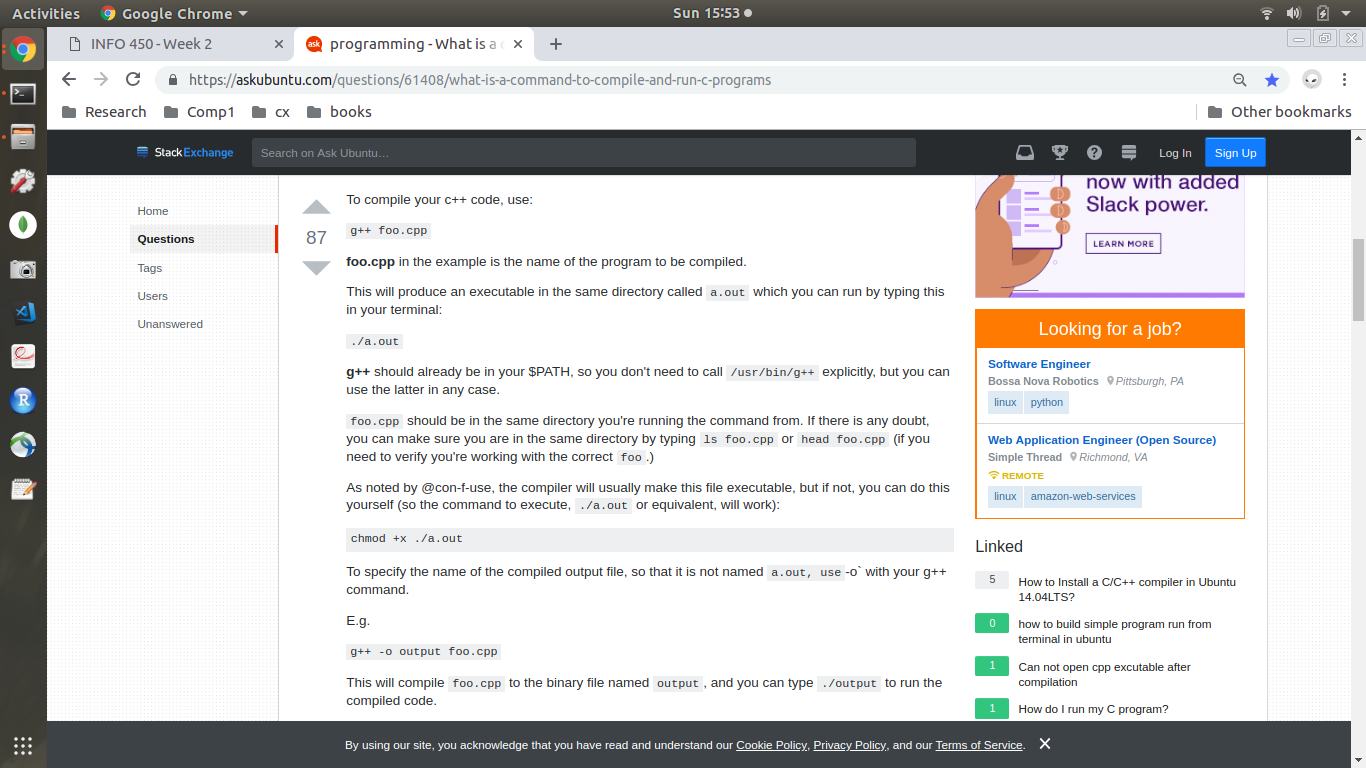 Activities Google Chrome Sun 15:53
INFO 450 - Week 2 programming - What is a
https://askubuntu.com/questions/61408/what-is-a-command-to-compile-and-run-c-programs
Research Comp1 cx books Other bookmarks
StackExchange Search on Ask Ubuntu... Log In Sign Up
Home
Questions
Tags
Users
Unanswered
87
To compile your c++ code, use:
g++ foo.cpp
foo.cpp in the example is the name of the program to be compiled.
This will produce an executable in the same directory called a.out which you can run by typing this
in your terminal:
./a.out
g++ should already be in your $PATH, so you don't need to call /usr/bin/g++ explicitly, but you can
use the latter in any case.
foo.cpp should be in the same directory you're running the command from. If there is any doubt,
you can make sure you are in the same directory by typing ls foo.cpp or head foo.cpp (if you
need to verify you're working with the correct foo .)
As noted by @con-f-use, the compiler will usually make this file executable, but if not, you can do this
yourself (so the command to execute, ./a.out or equivalent, will work):
chmod +x ./a.out
To specify the name of the compiled output file, so that it is not named a.out, use -o` with your g++
command.
E.g.
g++ -o output foo.cpp
This will compile foo.cpp to the binary file named output, and you can type ./output to run the
compiled code.
now with added
Slack power.
LEARN MORE
Looking for a job?
Software Engineer
Bossa Nova Robotics Pittsburgh, PA
linux python
Web Application Engineer (Open Source)
Simple Thread Richmond, VA
REMOTE
linux amazon-web-services
Linked
5 How to Install a C/C++ compiler in Ubuntu
14.04LTS?
0 how to build simple program run from
terminal in ubuntu
1 Can not open cpp excutable after
compilation
1 How do I run my C program?
By using our site, you acknowledge that you have read and understand our Cookie Policy, Privacy Policy, and our Terms of Service.